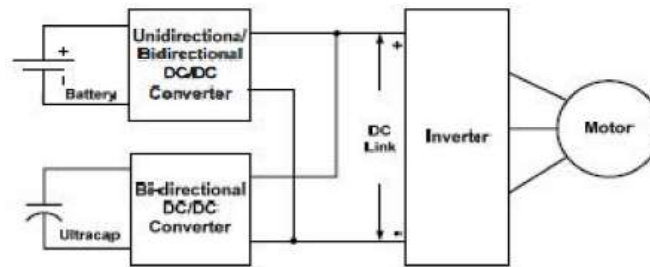 Unidirectiona/
Bidirectional
DC/DC
Converter
+
Battery
Bi-directional
DC/DC
Converter
Ultracap
+
DC
Link
-
Inverter
Motor